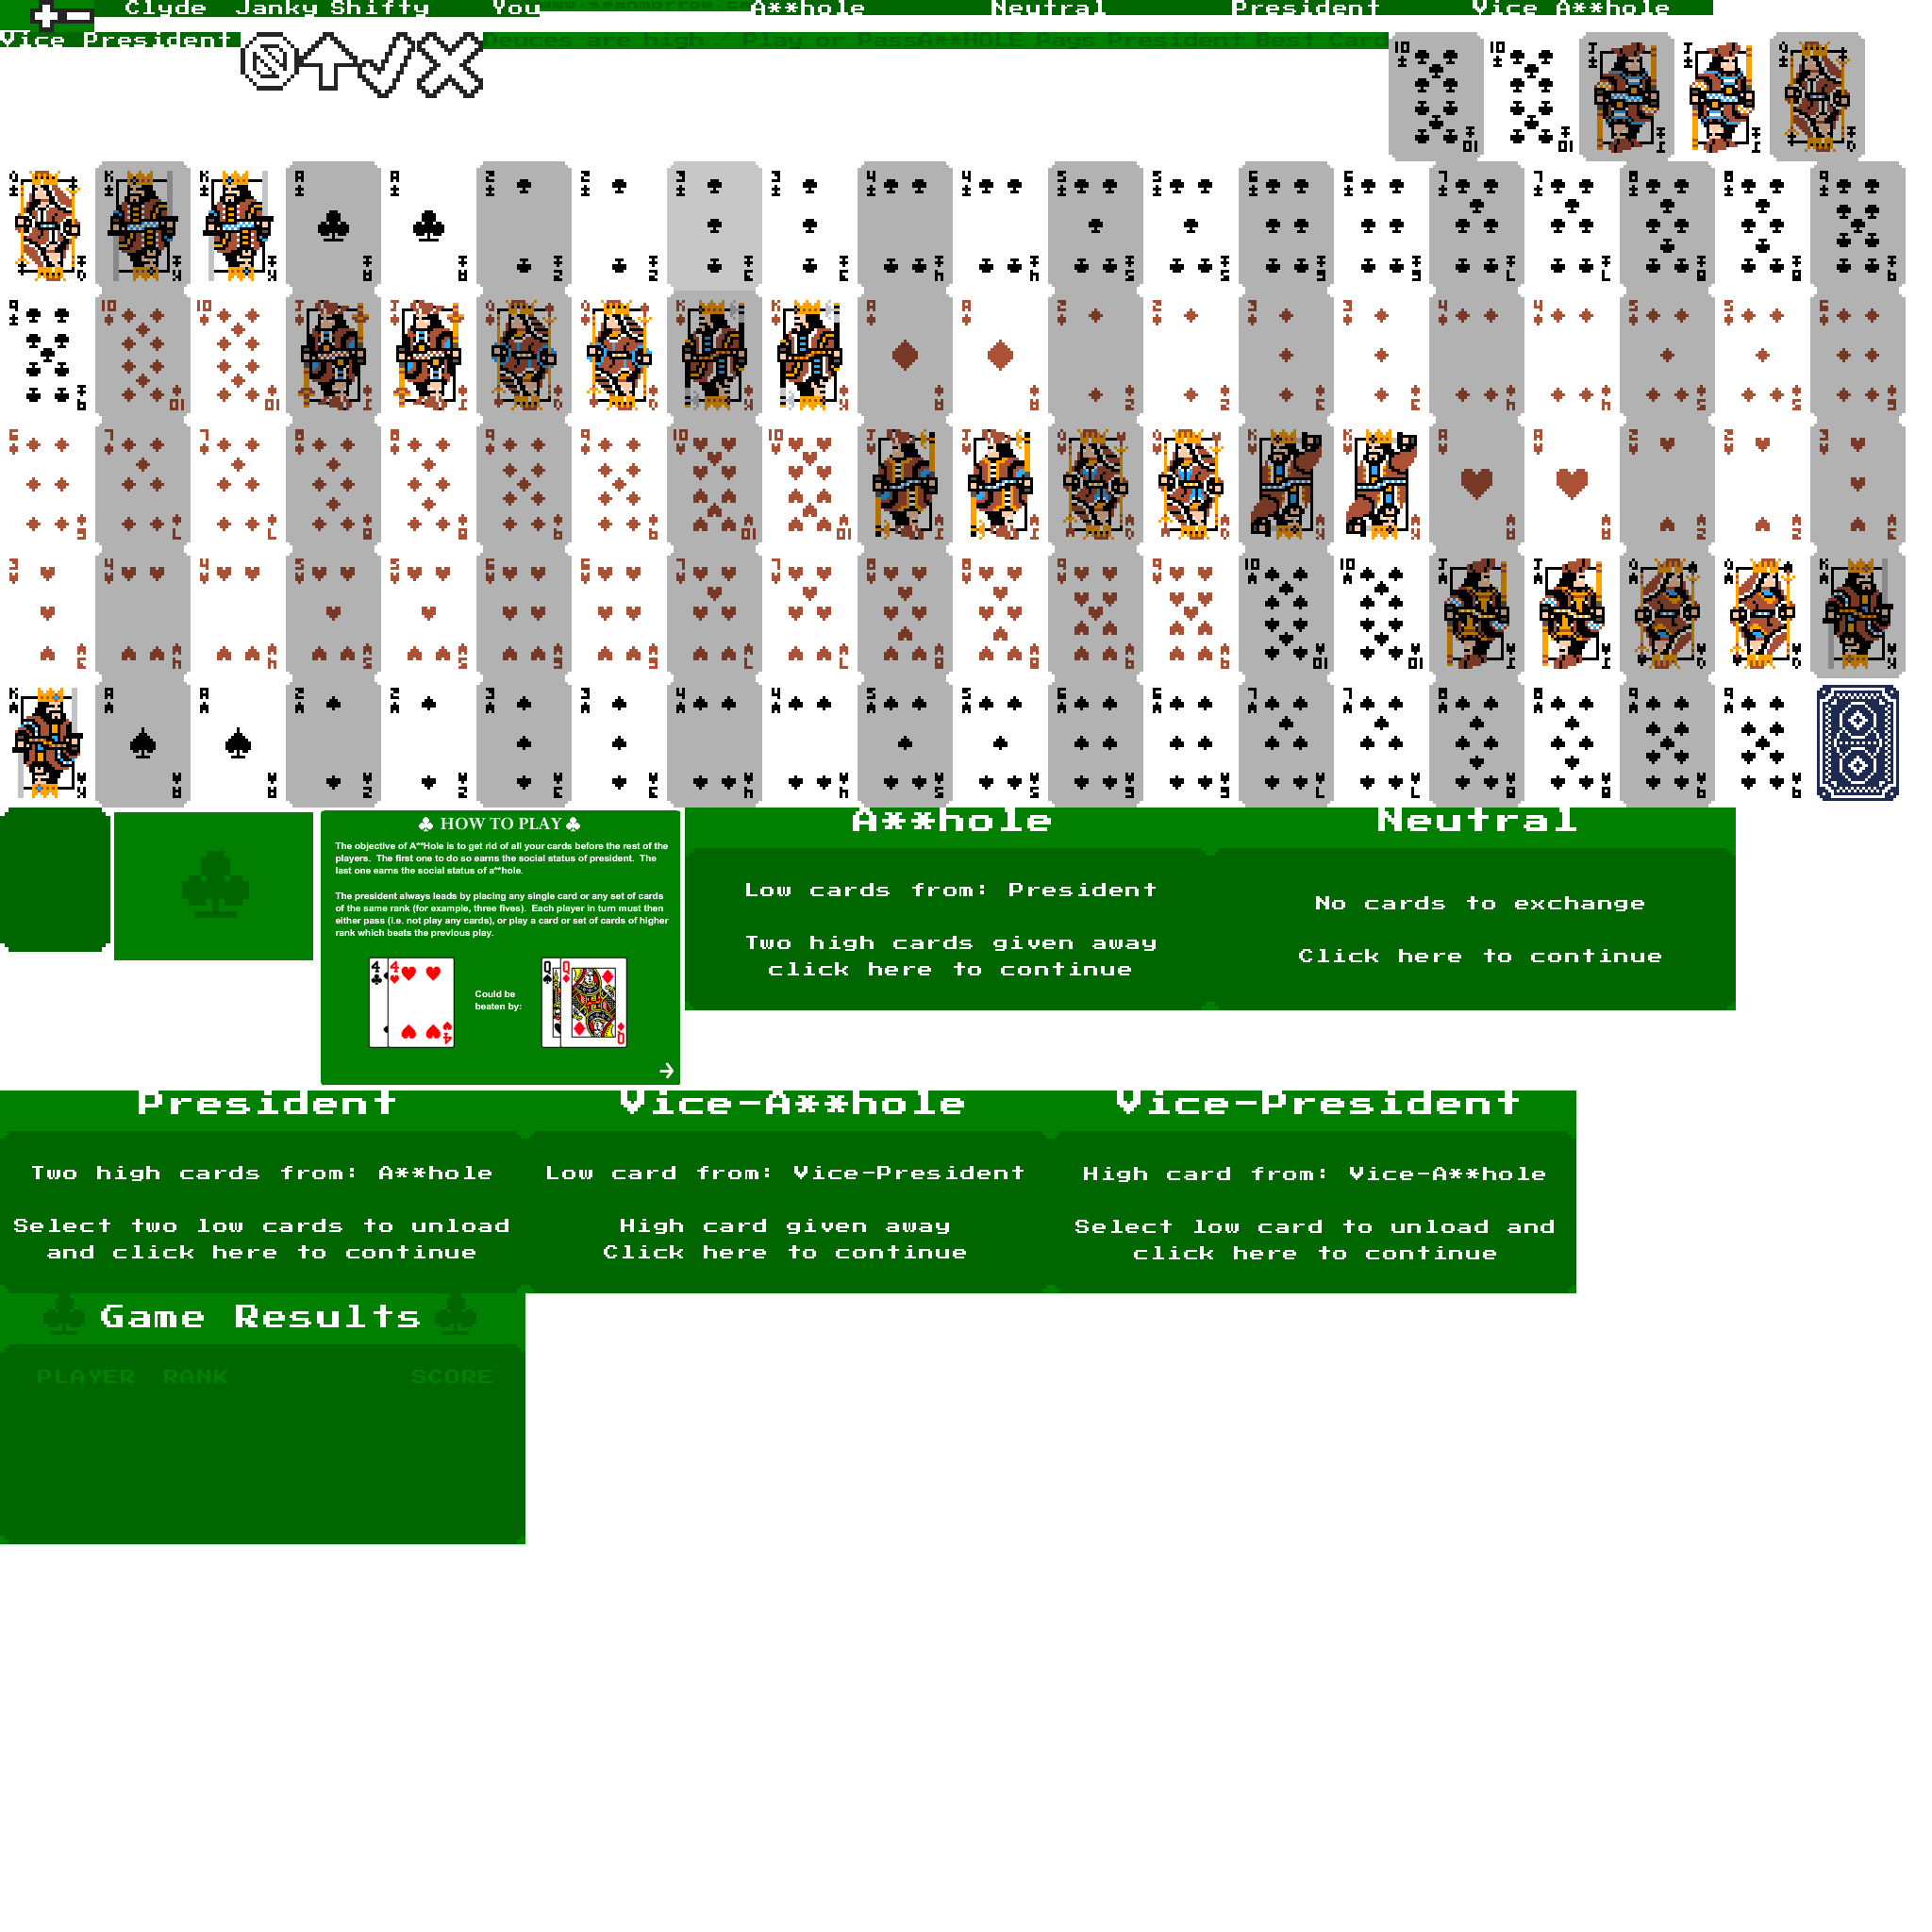 Clyde Janky Shifty You www.seanmorrow.ca A**hole Neutral President Vice A**hole
Vice President Deuces are high / Play or Pass A**HOLE Pays President Best Card
HOW TO PLAY
The objective of A**Hole is to get rid of all your cards before the rest of the
players. The first one to do so earns the social status of president. The
last one earns the social status of a**hole.
The president always leads by placing any single card or any set of cards
of the same rank (for example, three fives). Each player in turn must then
either pass (i.e. not play any cards), or play a card or set of cards of higher
rank which beats the previous play.
Could be
beaten by:
A**hole
Low cards from: President
Two high cards given away
click here to continue
Neutral
No cards to exchange
Click here to continue
President
Two high cards from: A**hole
Select two low cards to unload
and click here to continue
Vice-A**hole
Low card from: Vice-President
High card given away
Click here to continue
Vice-President
High card from: Vice-A**hole
Select low card to unload and
click here to continue
Game Results
PLAYER RANK SCORE